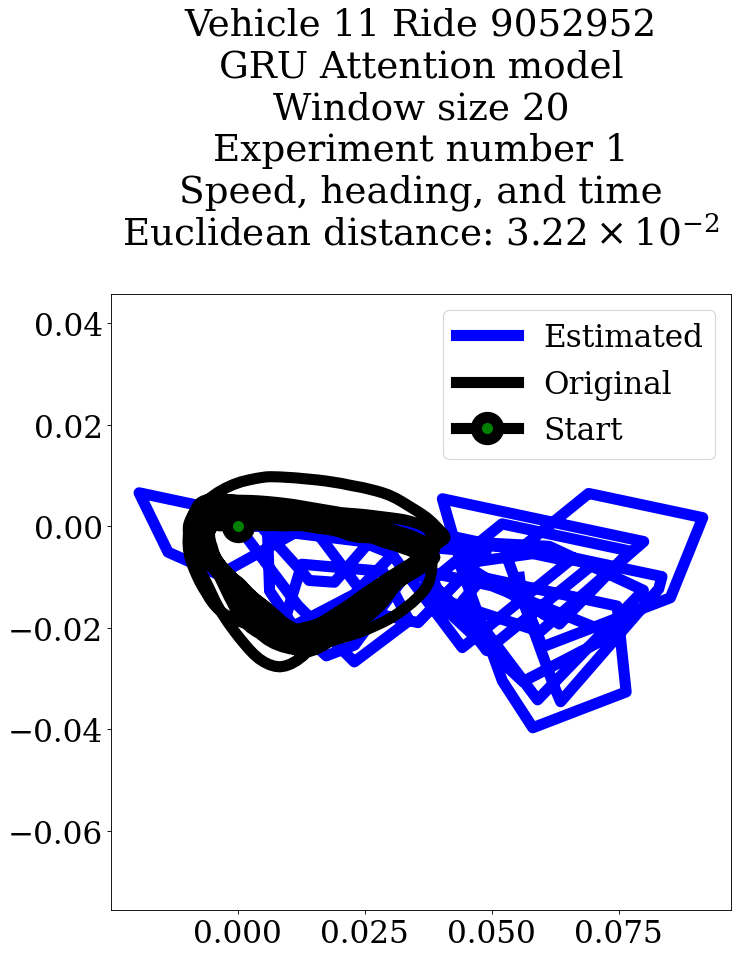 Vehicle 11 Ride 9052952
GRU Attention model
Window size 20
Experiment number 1
Speed, heading, and time
Euclidean distance: 3.22 × 10⁻²
Estimated
Original
Start
0.04
0.02
0.00
−0.02
−0.04
−0.06
0.000 0.025 0.050 0.075